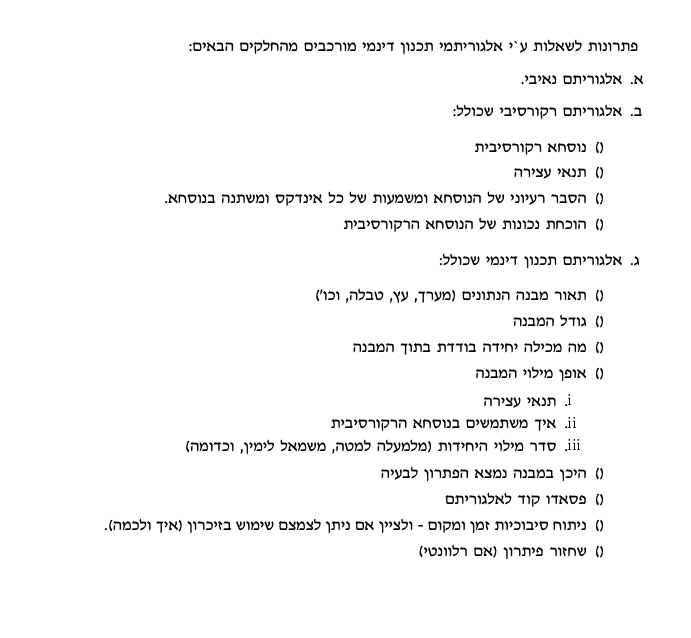 פתרונות לשאלות ע`י אלגוריתמי תכנון דינמי מורכבים מהחלקים הבאים:
א. אלגוריתם נאיבי.
ב. אלגוריתם רקורסיבי שכולל:
() נוסחא רקורסיבית
() תנאי עצירה
() הסבר רעיוני של הנוסחא ומשמעות של כל אינדקס ומשתנה בנוסחא.
() הוכחת נכונות של הנוסחא הרקורסיבית
ג. אלגוריתם תכנון דינמי שכולל:
() תאור מבנה הנתונים (מערך, עץ, טבלה, וכו')
() גודל המבנה
() מה מכילה יחידה בודדת בתוך המבנה
() אופן מילוי המבנה
i. תנאי עצירה
ii. איך משתמשים בנוסחא הרקורסיבית
iii. סדר מילוי היחידות (מלמעלה למטה, משמאל לימין, וכדומה)
() היכן במבנה נמצא הפתרון לבעיה
() פסאדו קוד לאלגוריתם
() ניתוח סיבוכיות זמן ומקום - ולציין אם ניתן לצמצם שימוש בזיכרון (איך ולכמה).
() שחזור פיתרון (אם רלוונטי)